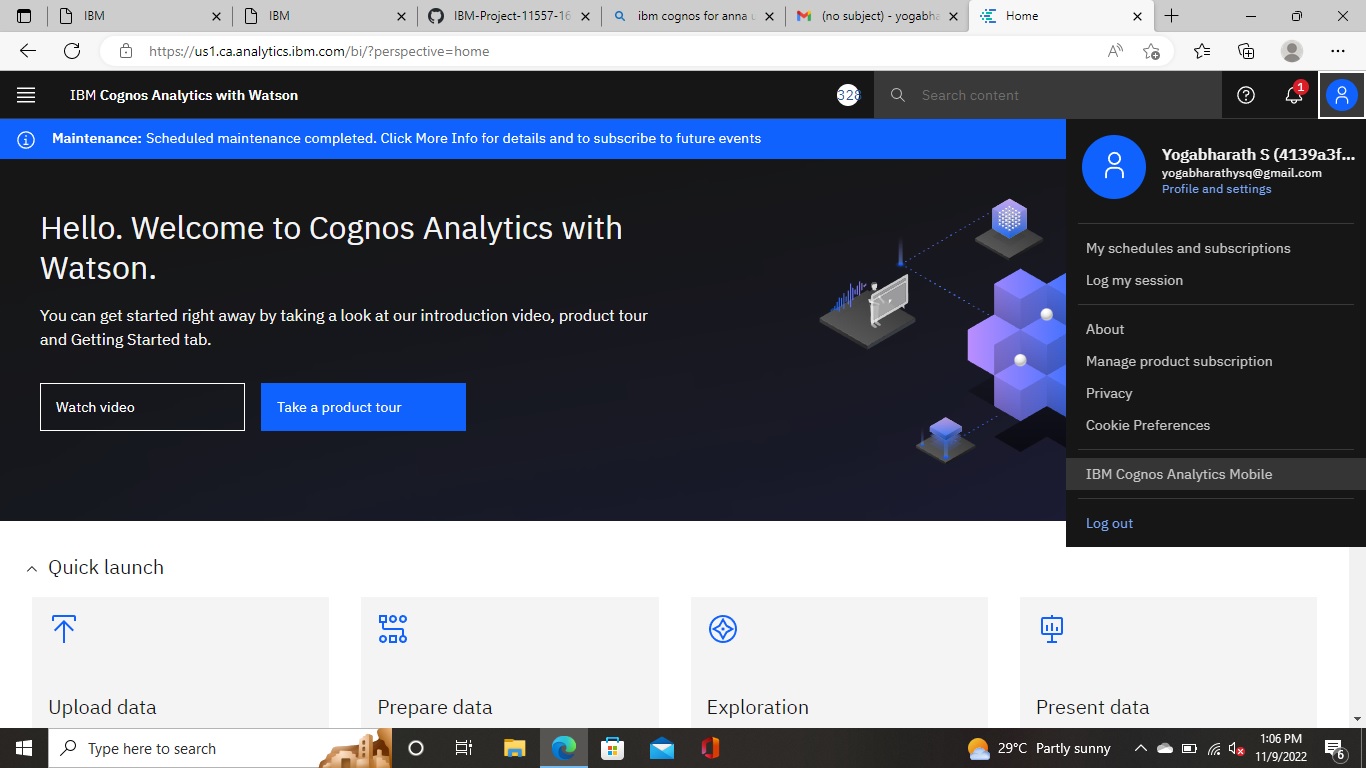 IBM
IBM
IBM-Project-11557-16
ibm cognos for anna u
(no subject) - yogabha
Home
https://us1.ca.analytics.ibm.com/bi/?perspective=home
IBM Cognos Analytics with Watson
328
Search content
1
Maintenance: Scheduled maintenance completed. Click More Info for details and to subscribe to future events
Yogabharath S (4139a3f...
yogabharathysq@gmail.com
Profile and settings
My schedules and subscriptions
Log my session
About
Manage product subscription
Privacy
Cookie Preferences
IBM Cognos Analytics Mobile
Log out
Hello. Welcome to Cognos Analytics with
Watson.
You can get started right away by taking a look at our introduction video, product tour
and Getting Started tab.
Watch video
Take a product tour
Quick launch
Upload data
Prepare data
Exploration
Present data
Type here to search
29°C Partly sunny
1:06 PM
11/9/2022
6